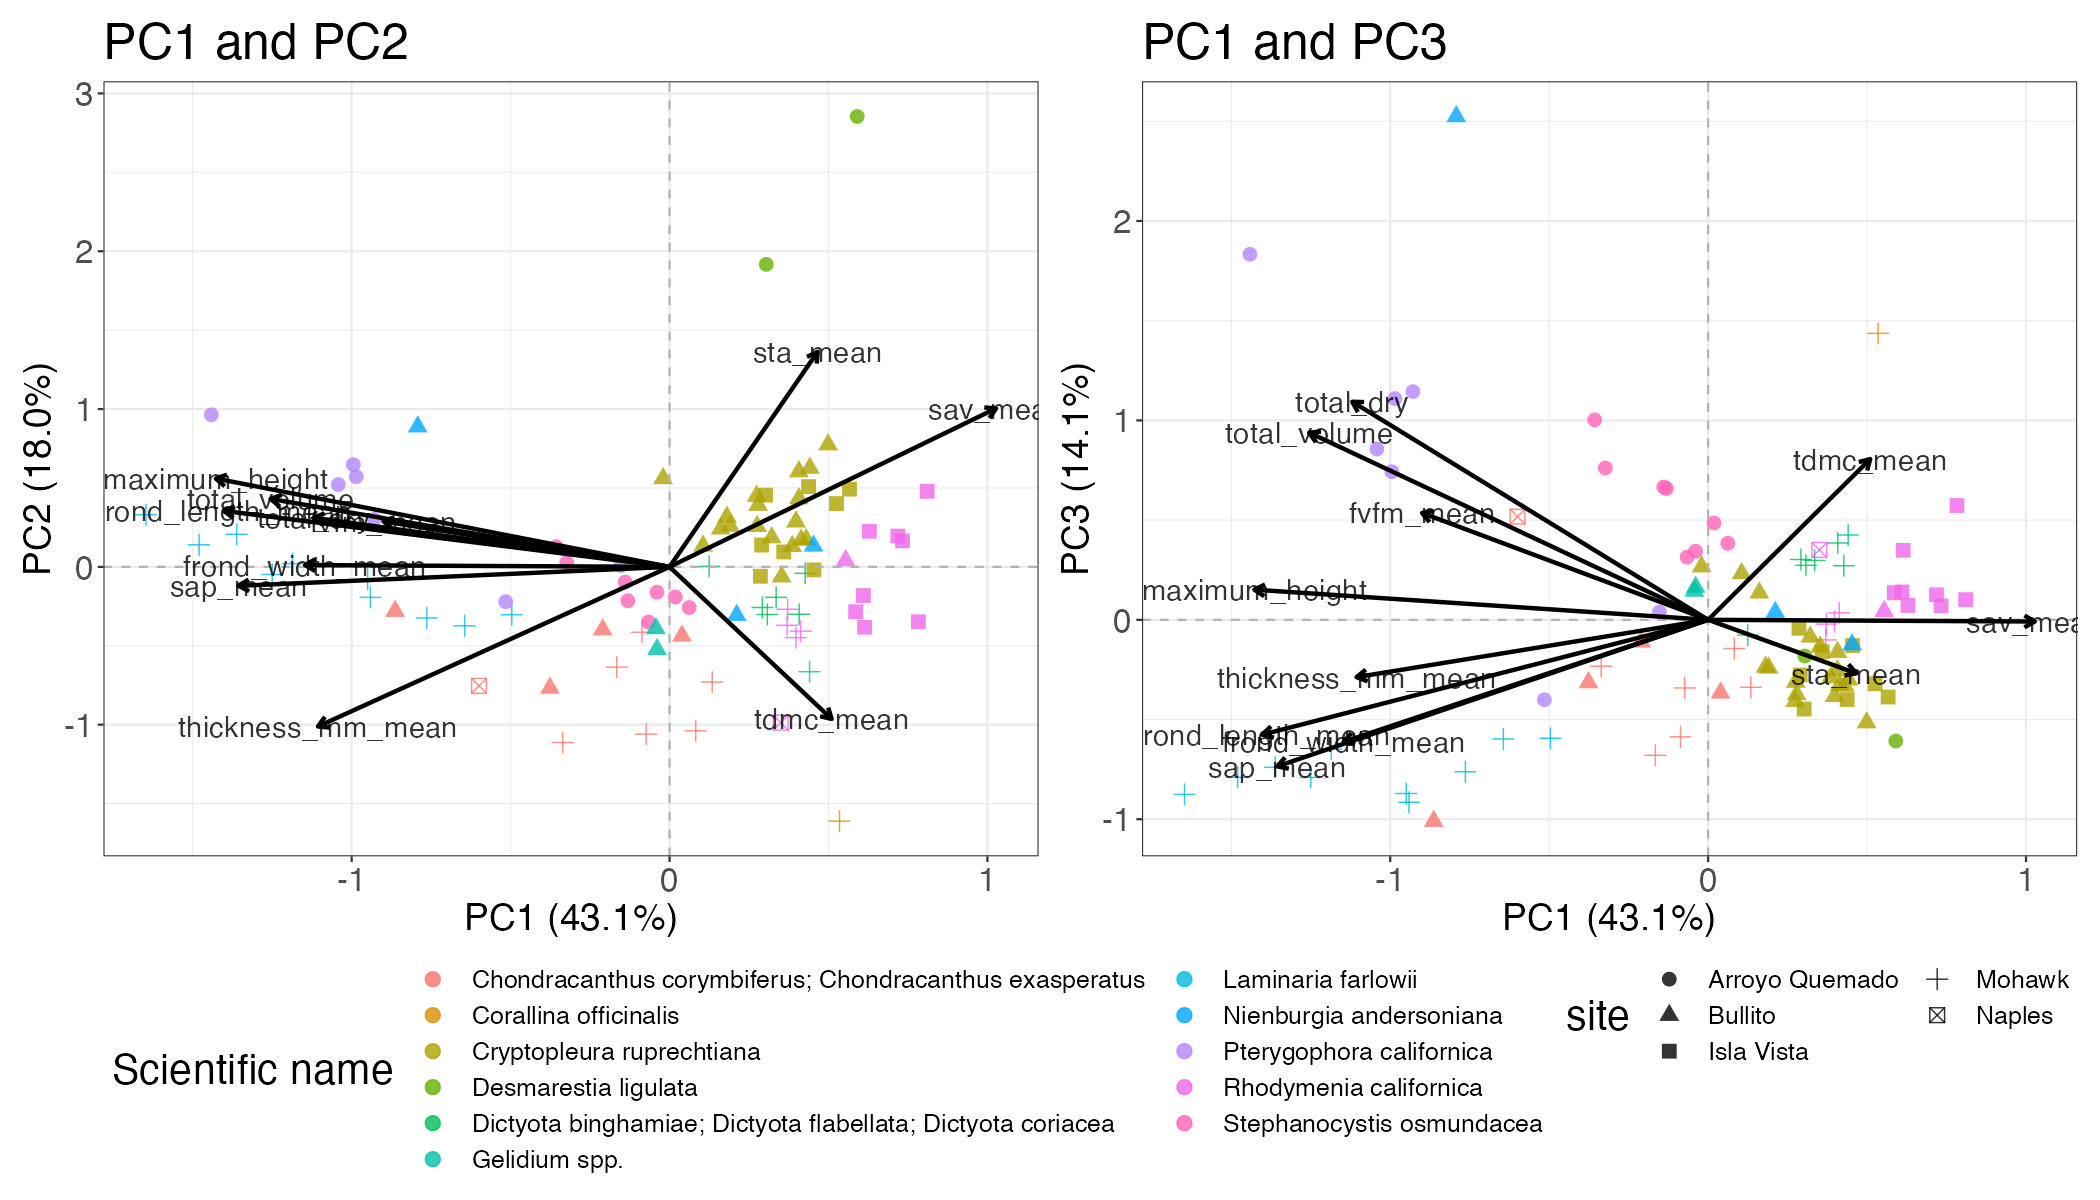 PC1 and PC2
PC1 and PC3
3
2
1
0
-1
PC2 (18.0%)
sta_mean
sav_mea
maximum_height
total_volume
rond_length_mean
frond_width_mean
sap_mean
thickness_mm_mean
tdmc_mean
-1
0
1
PC1 (43.1%)
2
1
0
-1
PC3 (14.1%)
total_dry
total_volume
fvfm_mean
tdmc_mean
maximum_height
sav_mea
thickness_mm_mean
sta_mean
rond_length_mean
frond_width_mean
sap_mean
-1
0
1
PC1 (43.1%)
Scientific name
Chondracanthus corymbiferus; Chondracanthus exasperatus
Corallina officinalis
Cryptopleura ruprechtiana
Desmarestia ligulata
Dictyota binghamiae; Dictyota flabellata; Dictyota coriacea
Gelidium spp.
Laminaria farlowii
Nienburgia andersoniana
Pterygophora californica
Rhodymenia californica
Stephanocystis osmundacea
site
Arroyo Quemado
Bullito
Isla Vista
Mohawk
Naples